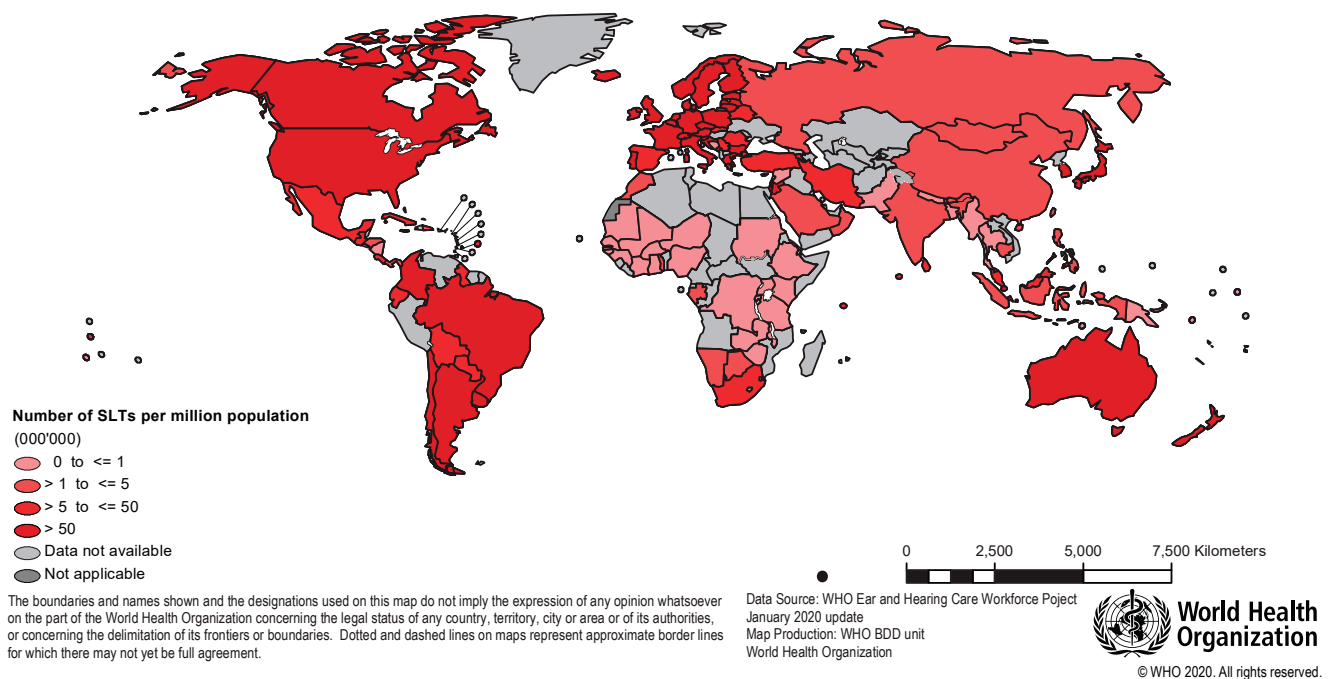 Number of SLTs per million population
(000'000)
0 to <= 1
> 1 to <= 5
> 5 to <= 50
> 50
Data not available
Not applicable
The boundaries and names shown and the designations used on this map do not imply the expression of any opinion whatsoever
on the part of the World Health Organization concerning the legal status of any country, territory, city or area or of its authorities,
or concerning the delimitation of its frontiers or boundaries. Dotted and dashed lines on maps represent approximate border lines
for which there may not yet be full agreement.
0 2,500 5,000 7,500 Kilometers
Data Source: WHO Ear and Hearing Care Workforce Poject
January 2020 update
Map Production: WHO BDD unit
World Health Organization
World Health
Organization
© WHO 2020. All rights reserved.